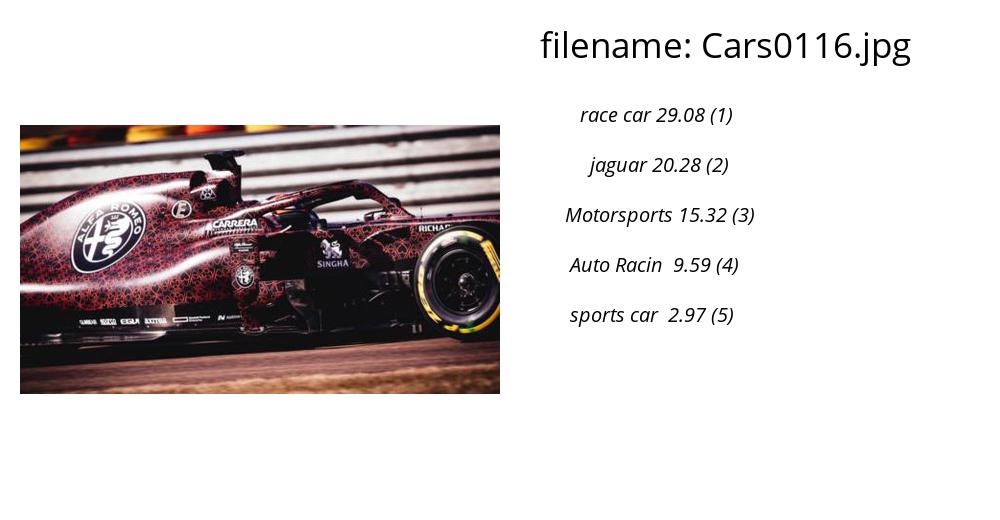 filename: Cars0116.jpg
race car 29.08 (1)
jaguar 20.28 (2)
Motorsports 15.32 (3)
Auto Racin  9.59 (4)
sports car  2.97 (5)
ALFA ROMEO
CARRERA
RICHA
SINGHA